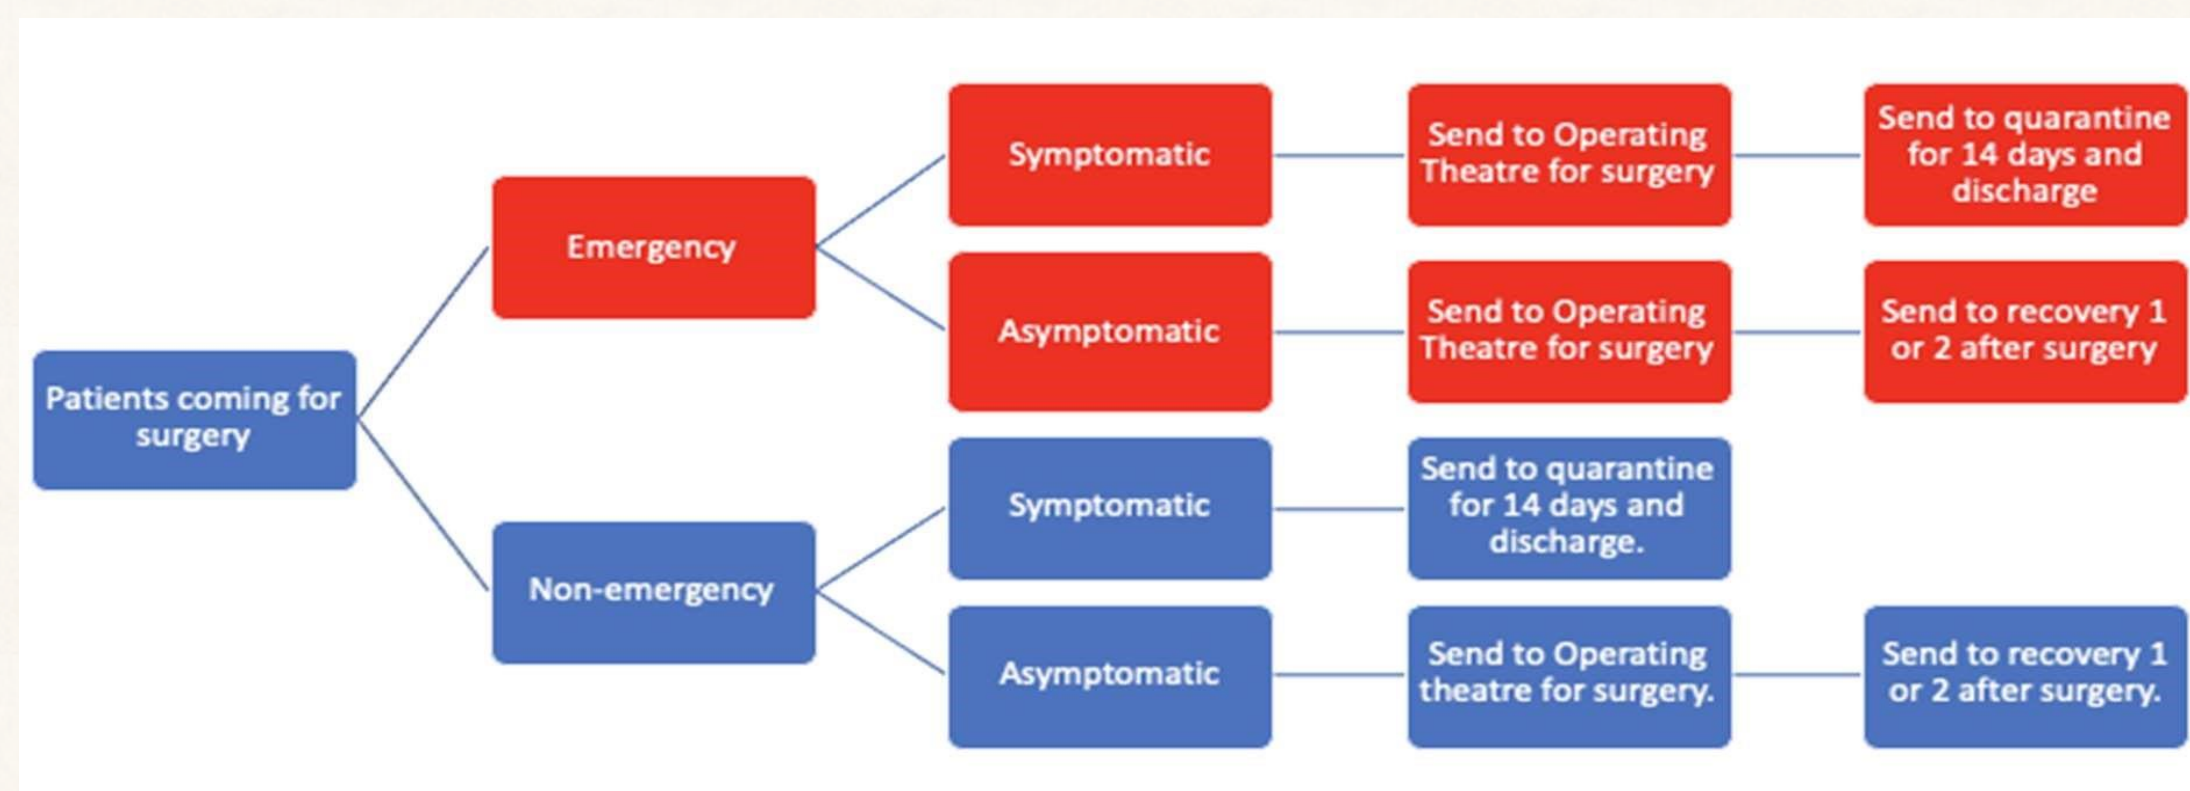 Patients coming for
surgery
Emergency
Symptomatic
Send to Operating
Theatre for surgery
Send to quarantine
for 14 days and
discharge
Asymptomatic
Send to Operating
Theatre for surgery
Send to recovery 1
or 2 after surgery
Non-emergency
Symptomatic
Send to quarantine
for 14 days and
discharge.
Asymptomatic
Send to Operating
theatre for surgery.
Send to recovery 1
or 2 after surgery.